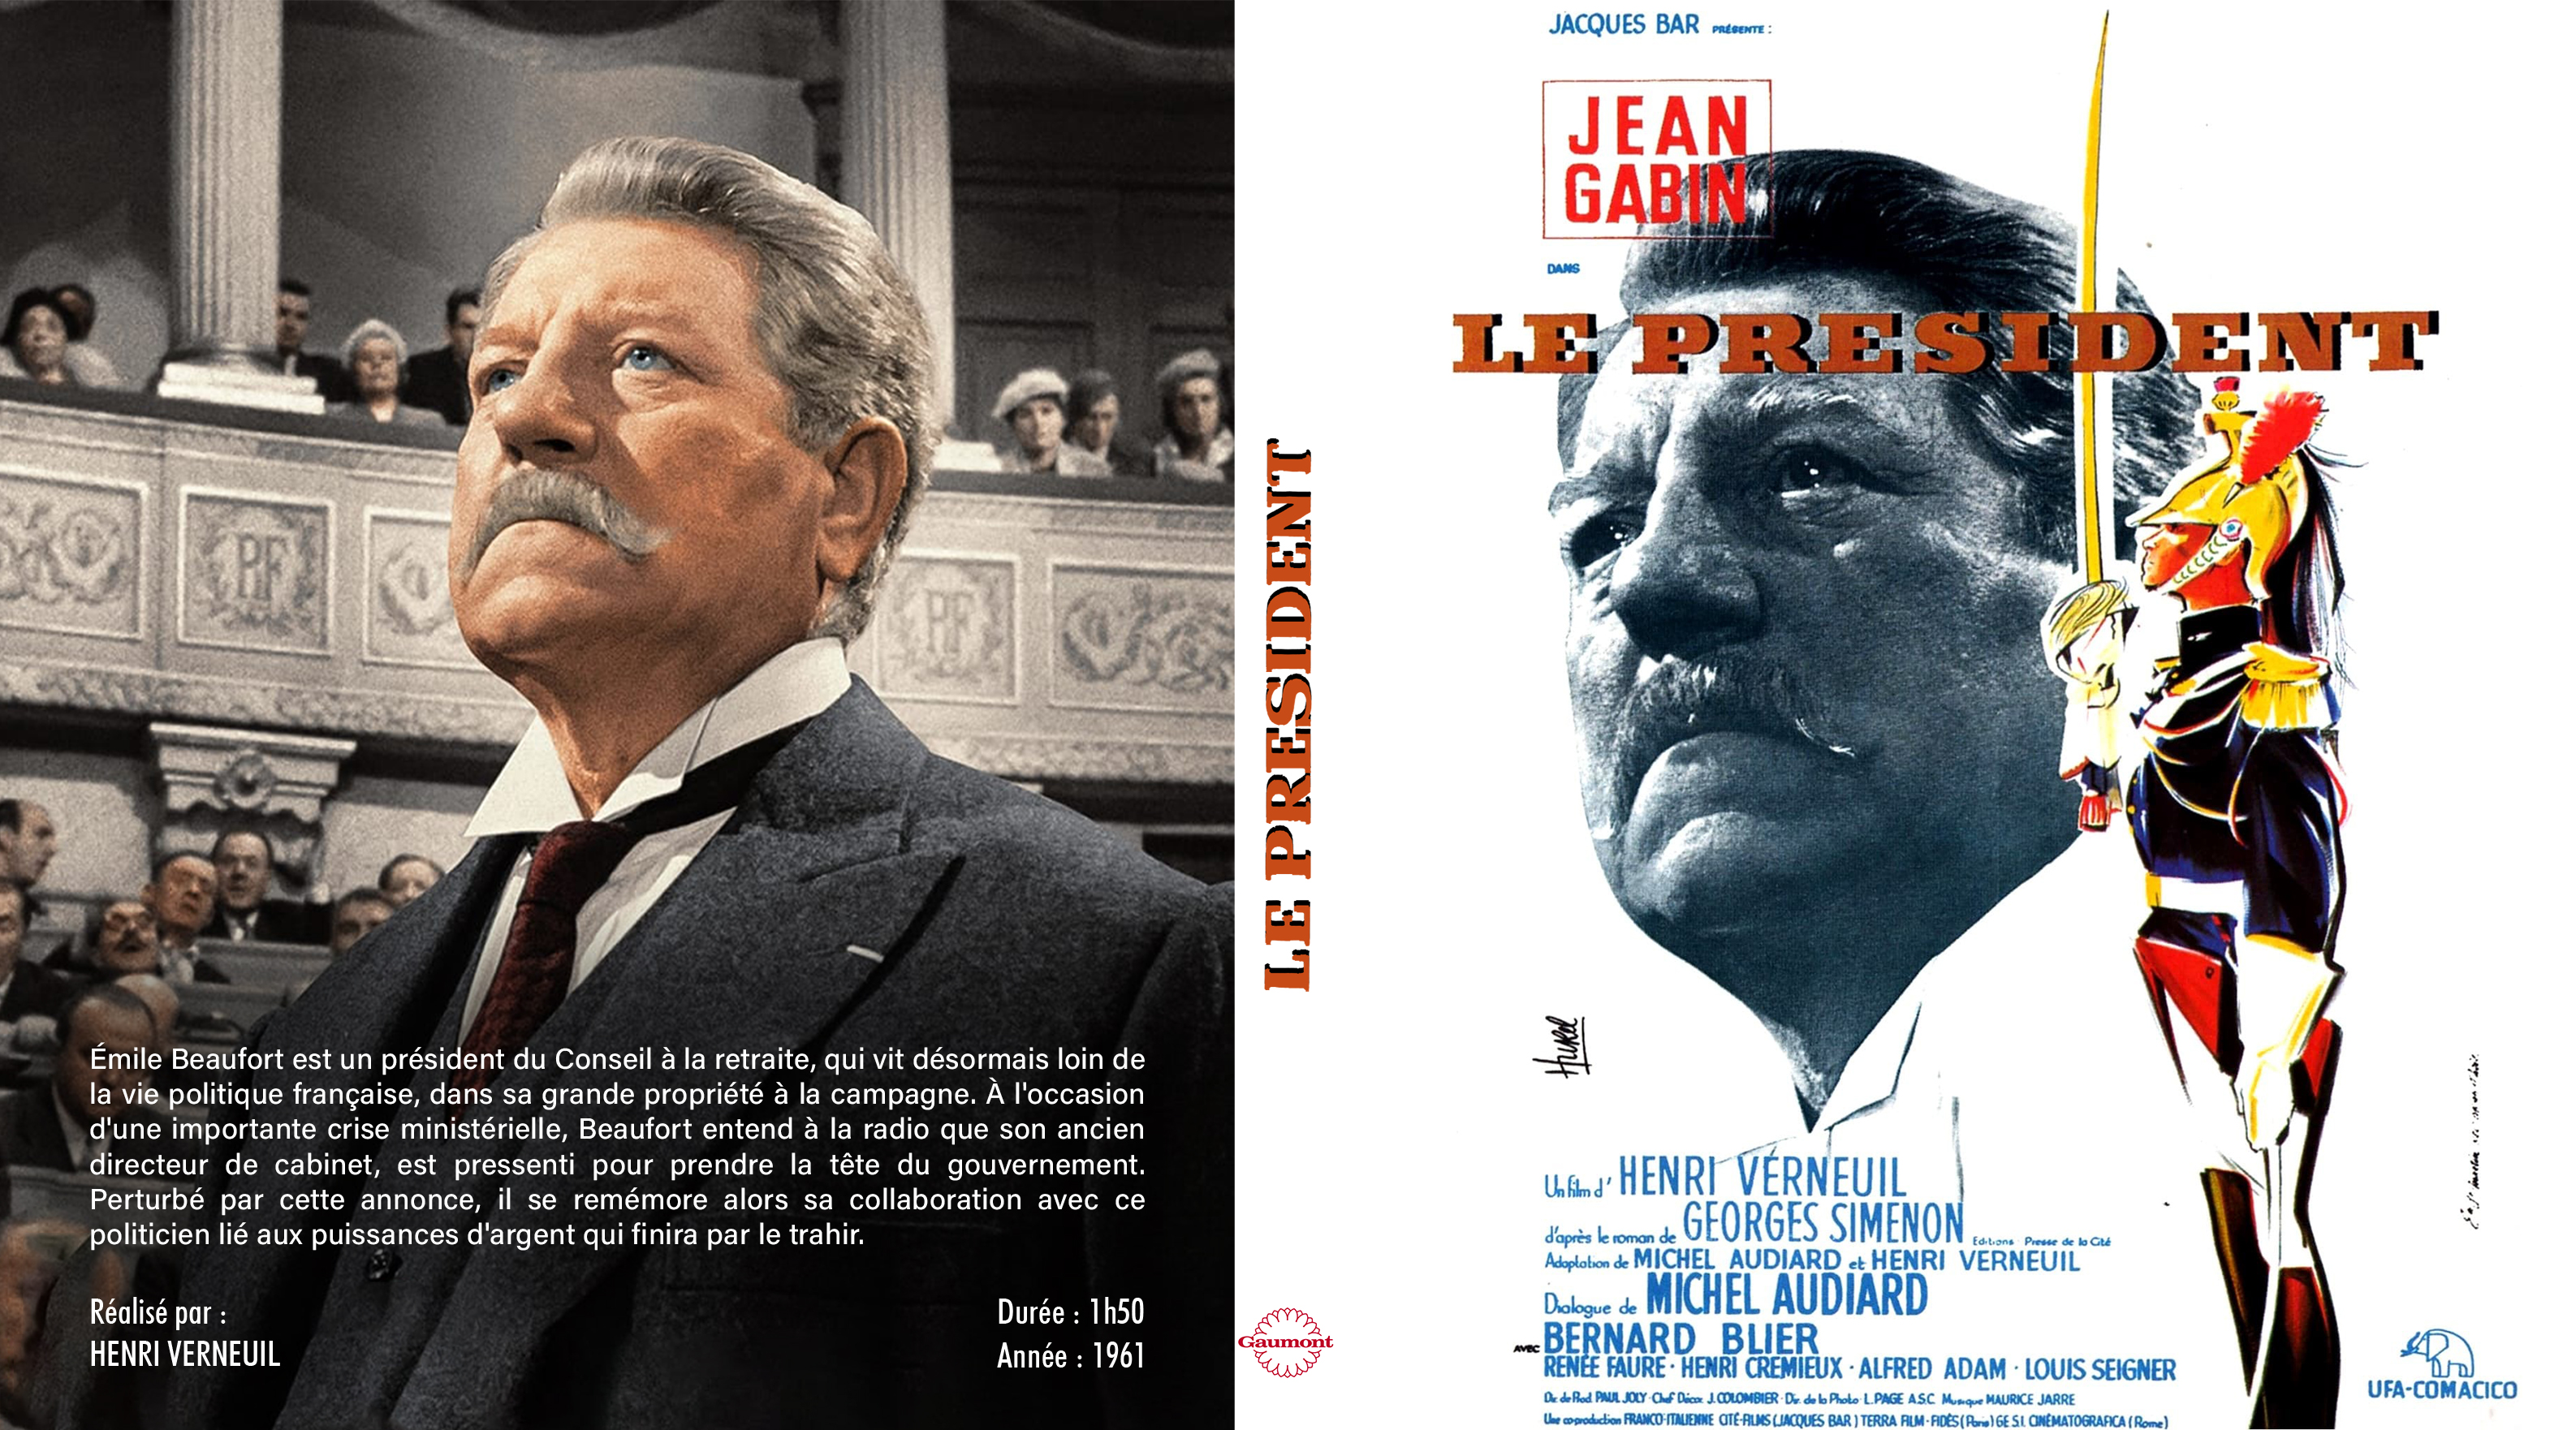 Émile Beaufort est un président du Conseil à la retraite, qui vit désormais loin de
la vie politique française, dans sa grande propriété à la campagne. À l'occasion
d'une importante crise ministérielle, Beaufort entend à la radio que son ancien
directeur de cabinet, est pressenti pour prendre la tête du gouvernement.
Perturbé par cette annonce, il se remémore alors sa collaboration avec ce
politicien lié aux puissances d'argent qui finira par le trahir.
Réalisé par :
HENRI VERNEUIL
Durée : 1h50
Année : 1961
RF
RF
LE PRESIDENT
Gaumont
JACQUES BAR PRÉSENTE :
JEAN
GABIN
DANS
LE PRESIDENT
Hurel
Un film d' HENRI VERNEUIL
d'après le roman de GEORGES SIMENON Editions Presse de la Cité
Adaptation de MICHEL AUDIARD et HENRI VERNEUIL
Dialogue de MICHEL AUDIARD
AVEC BERNARD BLIER
RENÉE FAURE · HENRI CREMIEUX · ALFRED ADAM · LOUIS SEIGNER
Dir. de Prod. PAUL JOLY · Chef Décor. J. COLOMBIER · Dir. de la Photo · L. PAGE A.S.C. Musique MAURICE JARRE
Une coproduction FRANCO-ITALIENNE CITÉ-FILMS (JACQUES BAR) TERRA FILM - FIDÈS (Paris) GE.S.I. CINÉMATOGRAFICA (Rome)
UFA-COMACICO